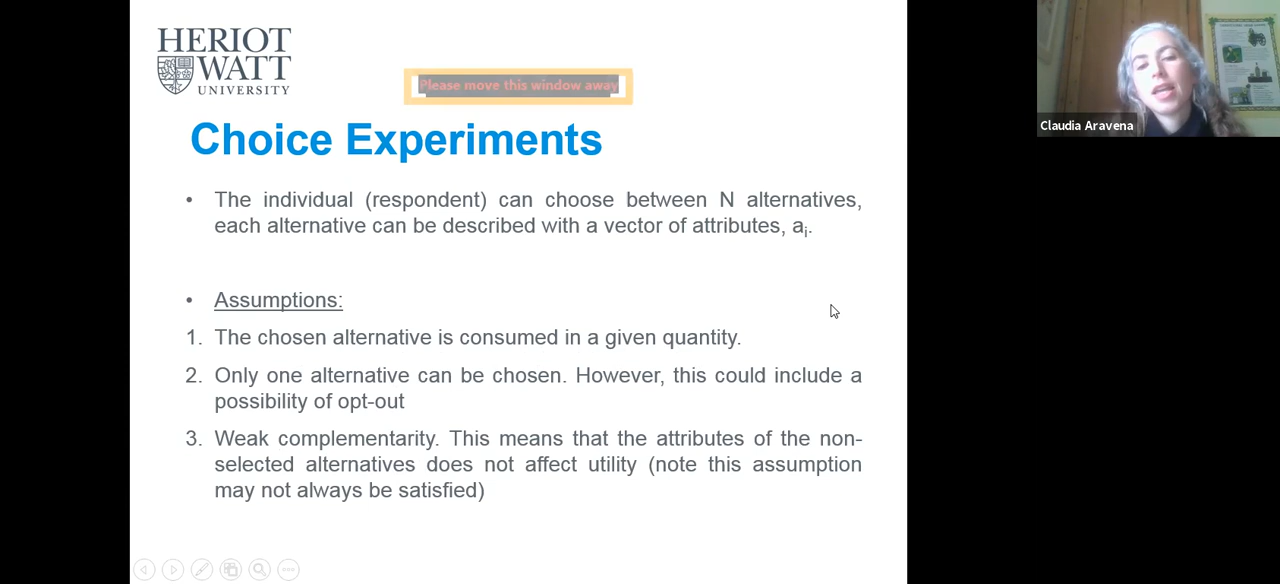 HERIOT
WATT
UNIVERSITY
Please move this window away
Claudia Aravena
Choice Experiments
• The individual (respondent) can choose between N alternatives,
each alternative can be described with a vector of attributes, aᵢ.
• Assumptions:
1. The chosen alternative is consumed in a given quantity.
2. Only one alternative can be chosen. However, this could include a
possibility of opt-out
3. Weak complementarity. This means that the attributes of the non-
selected alternatives does not affect utility (note this assumption
may not always be satisfied)